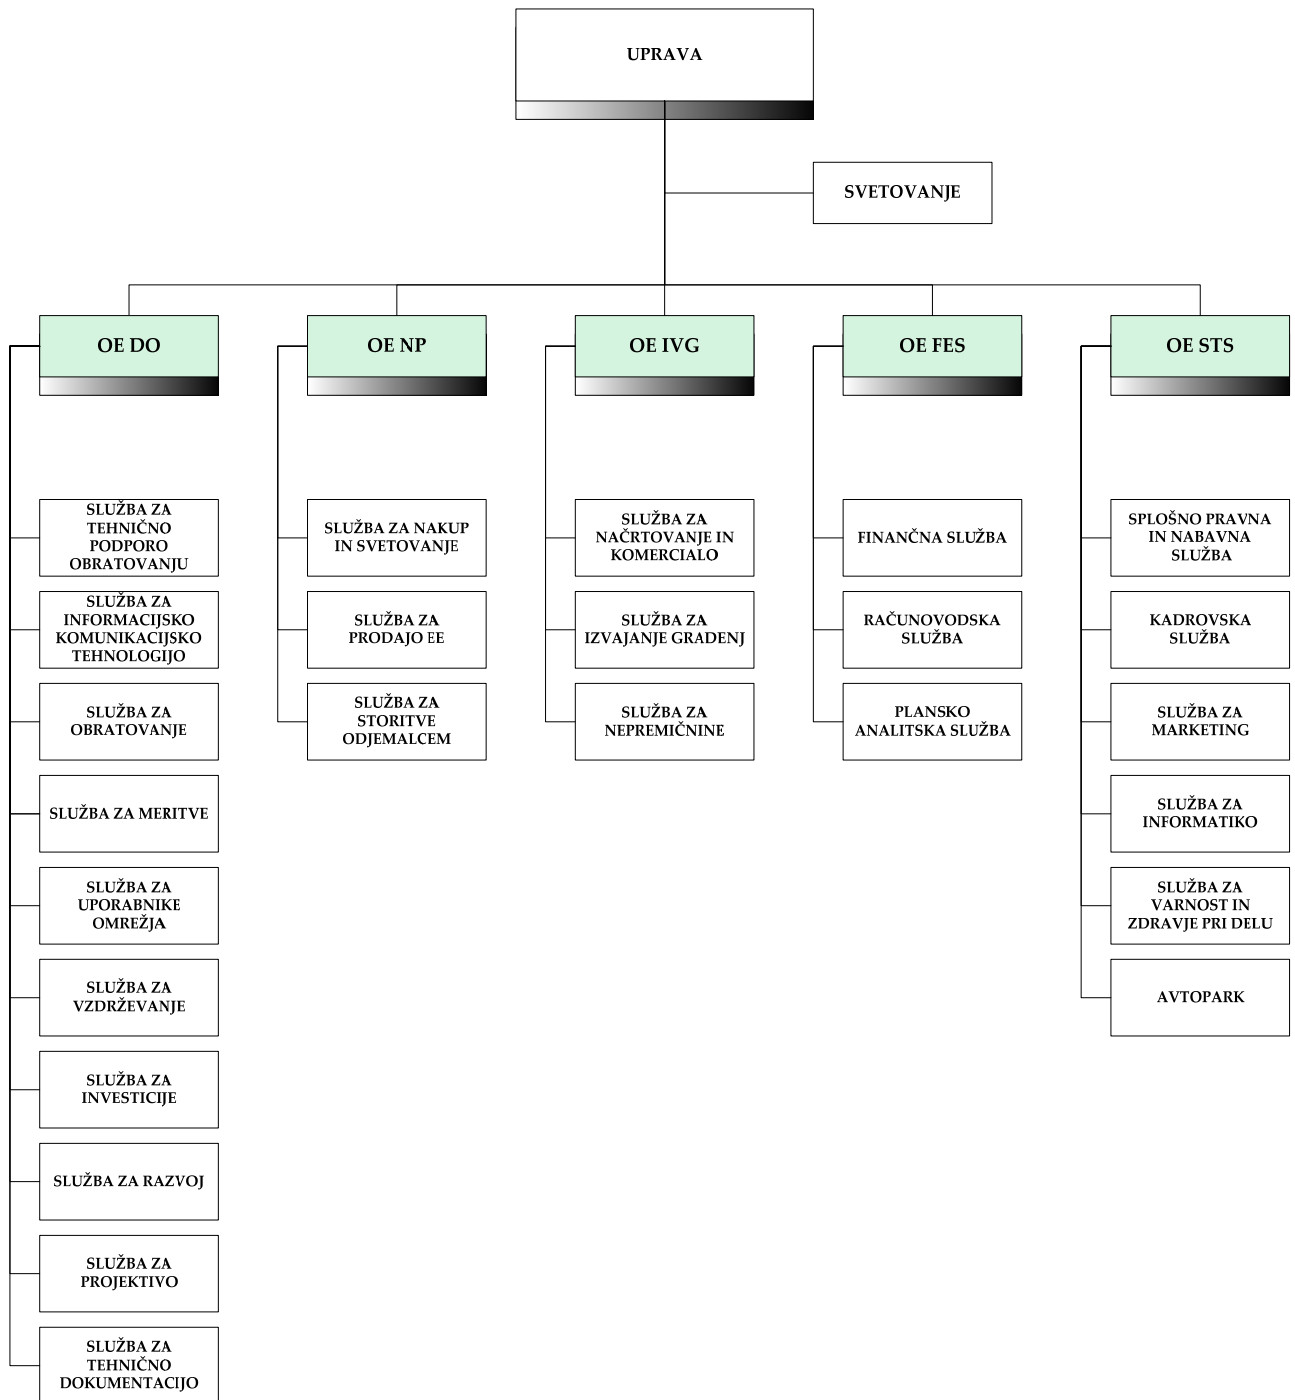 UPRAVA
SVETOVANJE
OE DO
OE NP
OE IVG
OE FES
OE STS
SLUŽBA ZA
TEHNIČNO
PODPORO
OBRATOVANJU
SLUŽBA ZA
INFORMACIJSKO
KOMUNIKACIJSKO
TEHNOLOGIJO
SLUŽBA ZA
OBRATOVANJE
SLUŽBA ZA MERITVE
SLUŽBA ZA
UPORABNIKE
OMREŽJA
SLUŽBA ZA
VZDRŽEVANJE
SLUŽBA ZA
INVESTICIJE
SLUŽBA ZA RAZVOJ
SLUŽBA ZA
PROJEKTIVO
SLUŽBA ZA
TEHNIČNO
DOKUMENTACIJO
SLUŽBA ZA NAKUP
IN SVETOVANJE
SLUŽBA ZA
PRODAJO EE
SLUŽBA ZA
STORITVE
ODJEMALCEM
SLUŽBA ZA
NAČRTOVANJE IN
KOMERCIALO
SLUŽBA ZA
IZVAJANJE GRADENJ
SLUŽBA ZA
NEPREMIČNINE
FINANČNA SLUŽBA
RAČUNOVODSKA
SLUŽBA
PLANSKO
ANALITSKA SLUŽBA
SPLOŠNO PRAVNA
IN NABAVNA
SLUŽBA
KADROVSKA
SLUŽBA
SLUŽBA ZA
MARKETING
SLUŽBA ZA
INFORMATIKO
SLUŽBA ZA
VARNOST IN
ZDRAVJE PRI DELU
AVTOPARK